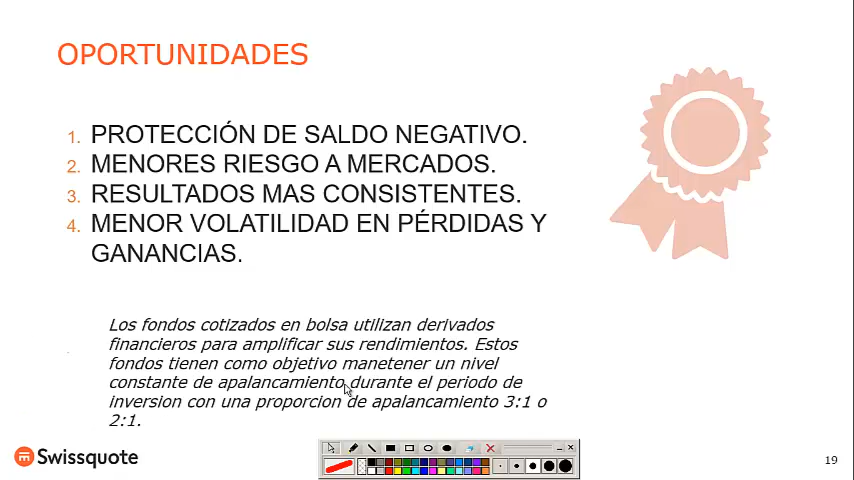 OPORTUNIDADES
1. PROTECCIÓN DE SALDO NEGATIVO.
2. MENORES RIESGO A MERCADOS.
3. RESULTADOS MAS CONSISTENTES.
4. MENOR VOLATILIDAD EN PÉRDIDAS Y
GANANCIAS.
Los fondos cotizados en bolsa utilizan derivados
financieros para amplificar sus rendimientos. Estos
fondos tienen como objetivo manetener un nivel
constante de apalancamiento durante el periodo de
inversion con una proporcion de apalancamiento 3:1 o
2:1.
Swissquote
19